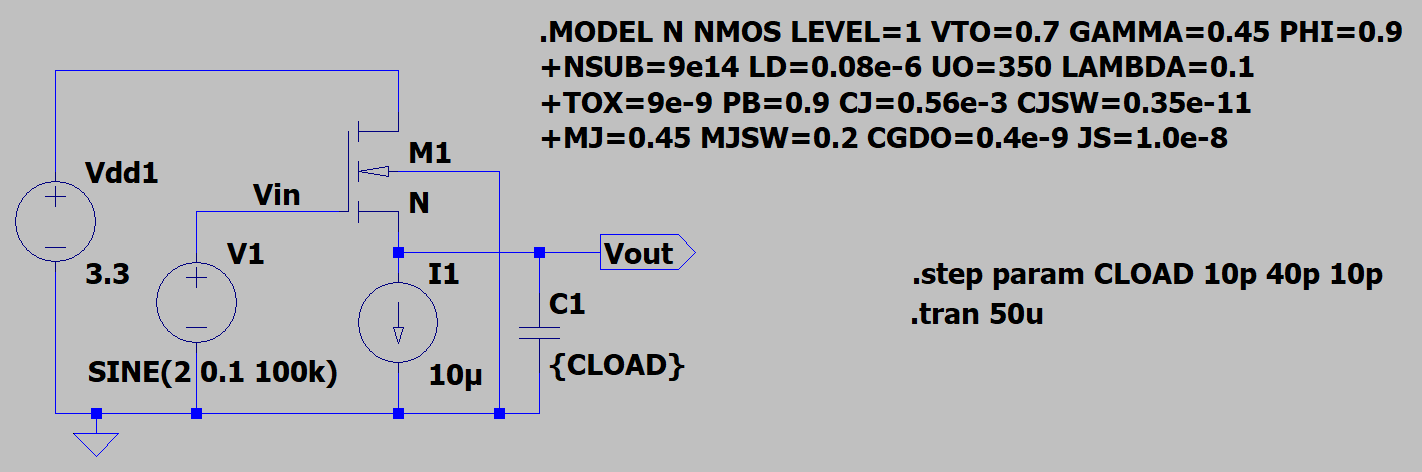 .MODEL N NMOS LEVEL=1 VTO=0.7 GAMMA=0.45 PHI=0.9
+NSUB=9e14 LD=0.08e-6 UO=350 LAMBDA=0.1
+TOX=9e-9 PB=0.9 CJ=0.56e-3 CJSW=0.35e-11
+MJ=0.45 MJSW=0.2 CGDO=0.4e-9 JS=1.0e-8
M1
Vdd1
Vin
N
V1
Vout
3.3
I1
.step param CLOAD 10p 40p 10p
C1
.tran 50u
SINE(2 0.1 100k)
10µ
{CLOAD}